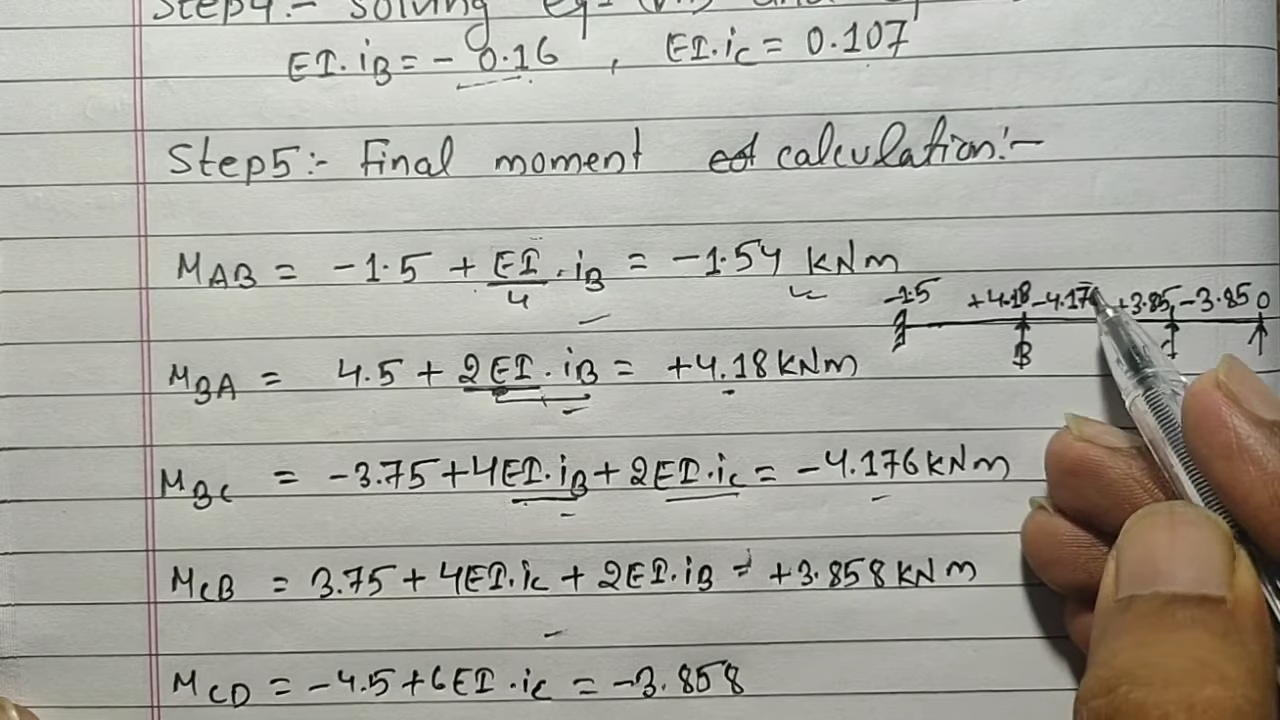 Step4:- Solving eq
EI.iB = - 0.16 , EI.ic = 0.107
Step5:- Final moment calculation:-
MAB = -1.5 + EI/4 .iB = -1.54 kNm
-1.5 +4.18 -4.176 +3.85 -3.85 0
B
MBA = 4.5 + 2EI.iB = +4.18 kNm
MBC = -3.75 + 4EI.iB + 2EI.ic = -4.176 kNm
MCB = 3.75 + 4EI.ic + 2EI.iB = +3.858 kNm
MCD = -4.5 + 6EI.ic = -3.858